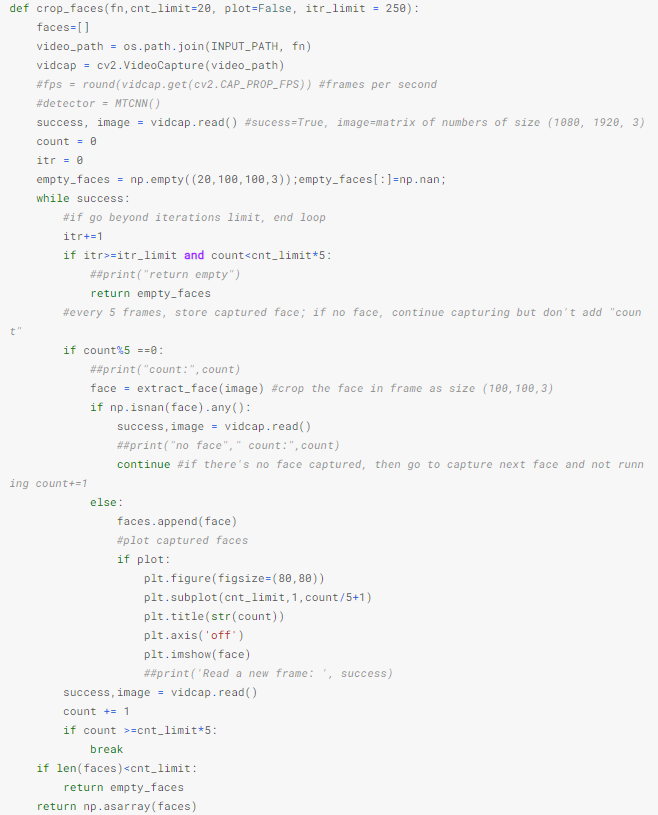 def crop_faces(fn,cnt_limit=20, plot=False, itr_limit = 250):
    faces=[]
    video_path = os.path.join(INPUT_PATH, fn)
    vidcap = cv2.VideoCapture(video_path)
    #fps = round(vidcap.get(cv2.CAP_PROP_FPS)) #frames per second
    #detector = MTCNN()
    success, image = vidcap.read() #sucess=True, image=matrix of numbers of size (1080, 1920, 3)
    count = 0
    itr = 0
    empty_faces = np.empty((20,100,100,3));empty_faces[:]=np.nan;
    while success:
        #if go beyond iterations limit, end loop
        itr+=1
        if itr>=itr_limit and count<cnt_limit*5:
            ##print("return empty")
            return empty_faces
        #every 5 frames, store captured face; if no face, continue capturing but don't add "coun
t"
        if count%5 ==0:
            ##print("count:",count)
            face = extract_face(image) #crop the face in frame as size (100,100,3)
            if np.isnan(face).any():
                success,image = vidcap.read()
                ##print("no face"," count:",count)
                continue #if there's no face captured, then go to capture next face and not runn
ing count+=1
            else:
                faces.append(face)
                #plot captured faces
                if plot:
                    plt.figure(figsize=(80,80))
                    plt.subplot(cnt_limit,1,count/5+1)
                    plt.title(str(count))
                    plt.axis('off')
                    plt.imshow(face)
                    ##print('Read a new frame: ', success)
        success,image = vidcap.read()
        count += 1
        if count >=cnt_limit*5:
            break
    if len(faces)<cnt_limit:
        return empty_faces
    return np.asarray(faces)